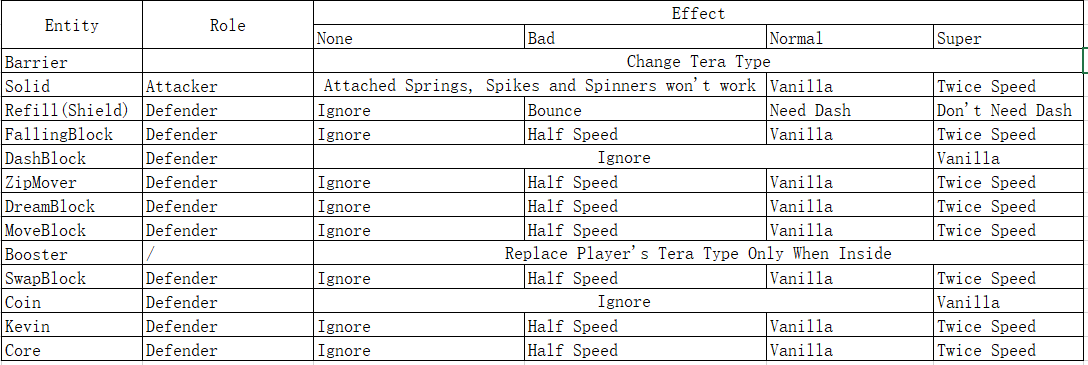 Entity Role Effect
None Bad Normal Super
Barrier Change Tera Type
Solid Attacker Attached Springs, Spikes and Spinners won't work Vanilla Twice Speed
Refill(Shield) Defender Ignore Bounce Need Dash Don't Need Dash
FallingBlock Defender Ignore Half Speed Vanilla Twice Speed
DashBlock Defender Ignore Vanilla
ZipMover Defender Ignore Half Speed Vanilla Twice Speed
DreamBlock Defender Ignore Half Speed Vanilla Twice Speed
MoveBlock Defender Ignore Half Speed Vanilla Twice Speed
Booster / Replace Player's Tera Type Only When Inside
SwapBlock Defender Ignore Half Speed Vanilla Twice Speed
Coin Defender Ignore Vanilla
Kevin Defender Ignore Half Speed Vanilla Twice Speed
Core Defender Ignore Half Speed Vanilla Twice Speed